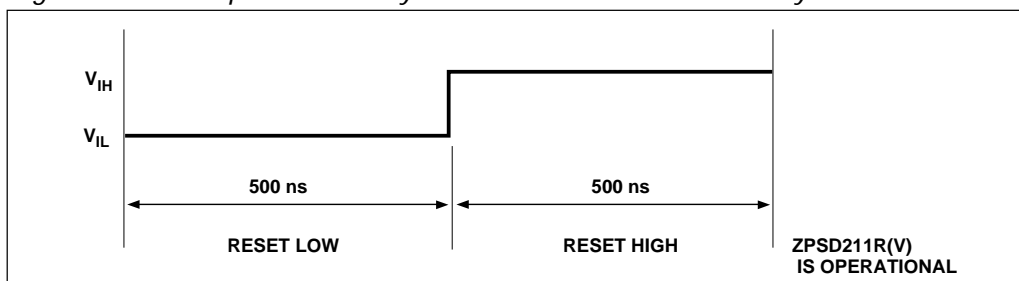 V_IH
V_IL
500 ns 500 ns
RESET LOW RESET HIGH ZPSD211R(V)
IS OPERATIONAL